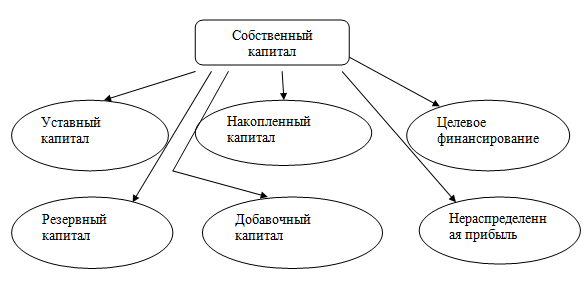 Собственный
капитал
Уставный
капитал
Накопленный
капитал
Целевое
финансирование
Резервный
капитал
Добавочный
капитал
Нераспределенн
ая прибыль